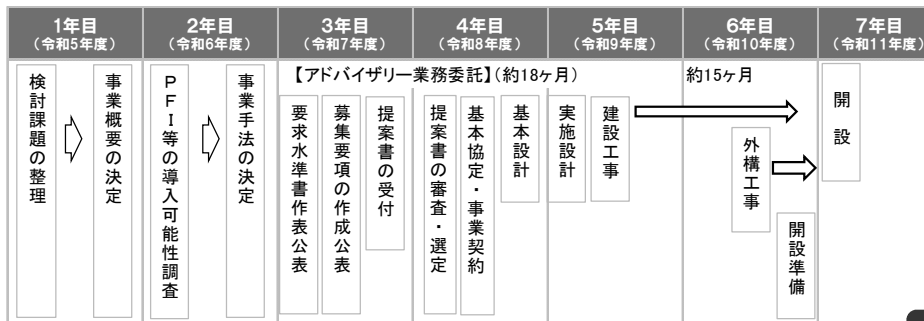 1年目
（令和5年度）
2年目
（令和6年度）
3年目
（令和7年度）
4年目
（令和8年度）
5年目
（令和9年度）
6年目
（令和10年度）
7年目
（令和11年度）
検討課題の整理
事業概要の決定
PFI等の導入可能性調査
事業手法の決定
【アドバイザリー業務委託】（約18ヶ月）
要求水準書作表公表
募集要項の作成公表
提案書の受付
提案書の審査・選定
基本協定・事業契約
基本設計
実施設計
建設工事
約15ヶ月
外構工事
開設準備
開設